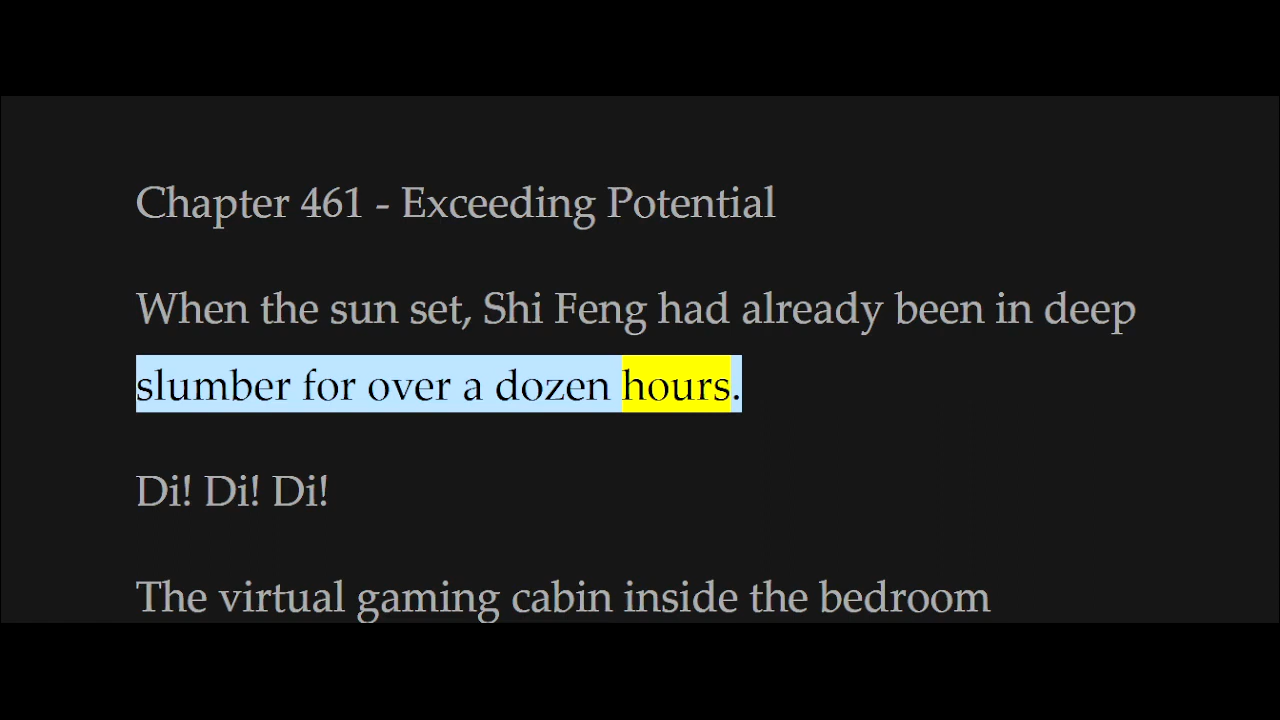 Chapter 461 - Exceeding Potential
When the sun set, Shi Feng had already been in deep
slumber for over a dozen hours.
Di! Di! Di!
The virtual gaming cabin inside the bedroom